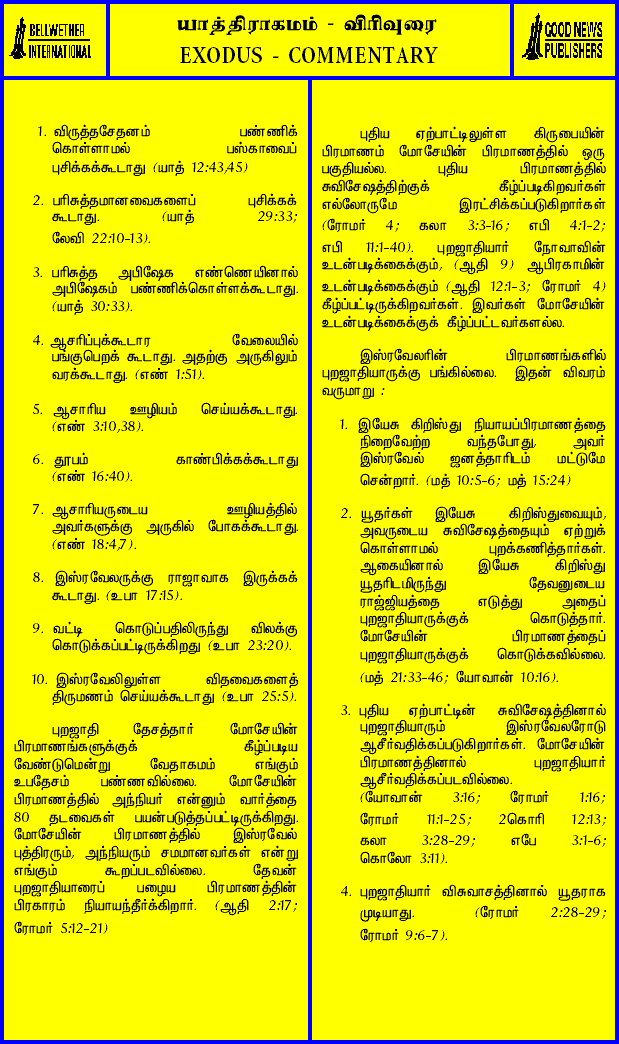 BELLWETHER
INTERNATIONAL
யாத்திராகமம் - விரிவுரை
EXODUS - COMMENTARY
GOOD NEWS
PUBLISHERS
1. விருத்தசேதனம் பண்ணிக்
கொள்ளாமல் பஸ்காவைப்
புசிக்கக்கூடாது (யாத் 12:43,45)
2. பரிசுத்தமானவைகளைப் புசிக்கக்
கூடாது. (யாத் 29:33;
லேவி 22:10-13).
3. பரிசுத்த அபிஷேக எண்ணெயினால்
அபிஷேகம் பண்ணிக்கொள்ளக்கூடாது.
(யாத் 30:33).
4. ஆசரிப்புக்கூடார வேலையில்
பங்குபெறக் கூடாது. அதற்கு அருகிலும்
வரக்கூடாது. (எண் 1:51).
5. ஆசாரிய ஊழியம் செய்யக்கூடாது.
(எண் 3:10,38).
6. தூபம் காண்பிக்கக்கூடாது
(எண் 16:40).
7. ஆசாரியருடைய ஊழியத்தில்
அவர்களுக்கு அருகில் போகக்கூடாது.
(எண் 18:4,7).
8. இஸ்ரவேலருக்கு ராஜாவாக இருக்கக்
கூடாது. (உபா 17:15).
9. வட்டி கொடுப்பதிலிருந்து விலக்கு
கொடுக்கப்பட்டிருக்கிறது (உபா 23:20).
10. இஸ்ரவேலிலுள்ள விதவைகளைத்
திருமணம் செய்யக்கூடாது (உபா 25:5).
புறஜாதி தேசத்தார் மோசேயின்
பிரமாணங்களுக்குக் கீழ்ப்படிய
வேண்டுமென்று வேதாகமம் எங்கும்
உபதேசம் பண்ணவில்லை. மோசேயின்
பிரமாணத்தில் அந்நியர் என்னும் வார்த்தை
80 தடவைகள் பயன்படுத்தப்பட்டிருக்கிறது.
மோசேயின் பிரமாணத்தில் இஸ்ரவேல்
புத்திரரும், அந்நியரும் சமமானவர்கள் என்று
எங்கும் கூறப்படவில்லை. தேவன்
புறஜாதியாரைப் பழைய பிரமாணத்தின்
பிரகாரம் நியாயந்தீர்க்கிறார். (ஆதி 2:17;
ரோமர் 5:12-21)
புதிய ஏற்பாட்டிலுள்ள கிருபையின்
பிரமாணம் மோசேயின் பிரமாணத்தில் ஒரு
பகுதியல்ல. புதிய பிரமாணத்தில்
சுவிசேஷத்திற்குக் கீழ்ப்படிகிறவர்கள்
எல்லோருமே இரட்சிக்கப்படுகிறார்கள்
(ரோமர் 4; கலா 3:3-16; எபி 4:1-2;
எபி 11:1-40). புறஜாதியார் நோவாவின்
உடன்படிக்கைக்கும், (ஆதி 9) ஆபிரகாமின்
உடன்படிக்கைக்கும் (ஆதி 12:1-3; ரோமர் 4)
கீழ்ப்பட்டிருக்கிறவர்கள். இவர்கள் மோசேயின்
உடன்படிக்கைக்குக் கீழ்ப்பட்டவர்களல்ல.
இஸ்ரவேலரின் பிரமாணங்களில்
புறஜாதியாருக்கு பங்கில்லை. இதன் விவரம்
வருமாறு :
1. இயேசு கிறிஸ்து நியாயப்பிரமாணத்தை
நிறைவேற்ற வந்தபோது, அவர்
இஸ்ரவேல் ஜனத்தாரிடம் மட்டுமே
சென்றார். (மத் 10:5-6; மத் 15:24)
2. யூதர்கள் இயேசு கிறிஸ்துவையும்,
அவருடைய சுவிசேஷத்தையும் ஏற்றுக்
கொள்ளாமல் புறக்கணித்தார்கள்.
ஆகையினால் இயேசு கிறிஸ்து
யூதரிடமிருந்து தேவனுடைய
ராஜ்ஜியத்தை எடுத்து அதைப்
புறஜாதியாருக்குக் கொடுத்தார்.
மோசேயின் பிரமாணத்தைப்
புறஜாதியாருக்குக் கொடுக்கவில்லை.
(மத் 21:33-46; யோவான் 10:16).
3. புதிய ஏற்பாட்டின் சுவிசேஷத்தினால்
புறஜாதியாரும் இஸ்ரவேலரோடு
ஆசீர்வதிக்கப்படுகிறார்கள். மோசேயின்
பிரமாணத்தினால் புறஜாதியார்
ஆசீர்வதிக்கப்படவில்லை.
(யோவான் 3:16; ரோமர் 1:16;
ரோமர் 11:1-25; 2கொரி 12:13;
கலா 3:28-29; எபே 3:1-6;
கொலோ 3:11).
4. புறஜாதியார் விசுவாசத்தினால் யூதராக
முடியாது. (ரோமர் 2:28-29;
ரோமர் 9:6-7).